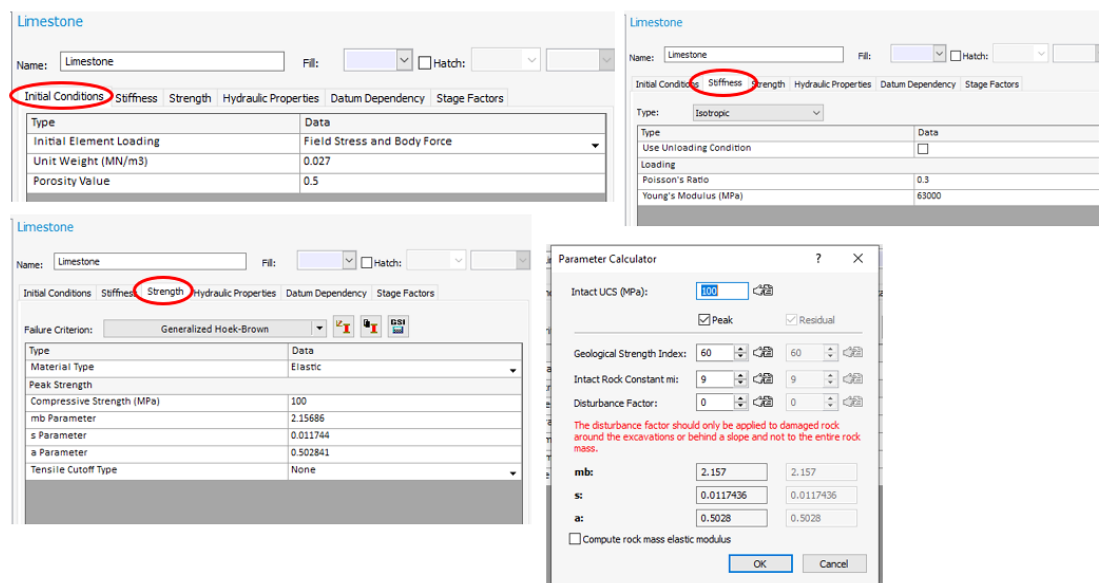 Limestone
Name: Limestone Fill: Hatch:
Initial Conditions Stiffness Strength Hydraulic Properties Datum Dependency Stage Factors
Type Data
Initial Element Loading Field Stress and Body Force
Unit Weight (MN/m3) 0.027
Porosity Value 0.5
Limestone
Name: Limestone Fill: Hatch:
Initial Conditions Stiffness Strength Hydraulic Properties Datum Dependency Stage Factors
Type: Isotropic
Type Data
Use Unloading Condition
Loading
Poisson's Ratio 0.3
Young's Modulus (MPa) 63000
Limestone
Name: Limestone Fill: Hatch:
Initial Conditions Stiffness Strength Hydraulic Properties Datum Dependency Stage Factors
Failure Criterion: Generalized Hoek-Brown GSI
Type Data
Material Type Elastic
Peak Strength
Compressive Strength (MPa) 100
mb Parameter 2.15686
s Parameter 0.011744
a Parameter 0.502841
Tensile Cutoff Type None
Parameter Calculator ?
Intact UCS (MPa): 100
Peak Residual
Geological Strength Index: 60 60
Intact Rock Constant mi: 9 9
Disturbance Factor: 0 0
The disturbance factor should only be applied to damaged rock
around the excavations or behind a slope and not to the entire rock
mass.
mb: 2.157 2.157
s: 0.0117436 0.0117436
a: 0.5028 0.5028
Compute rock mass elastic modulus
OK Cancel